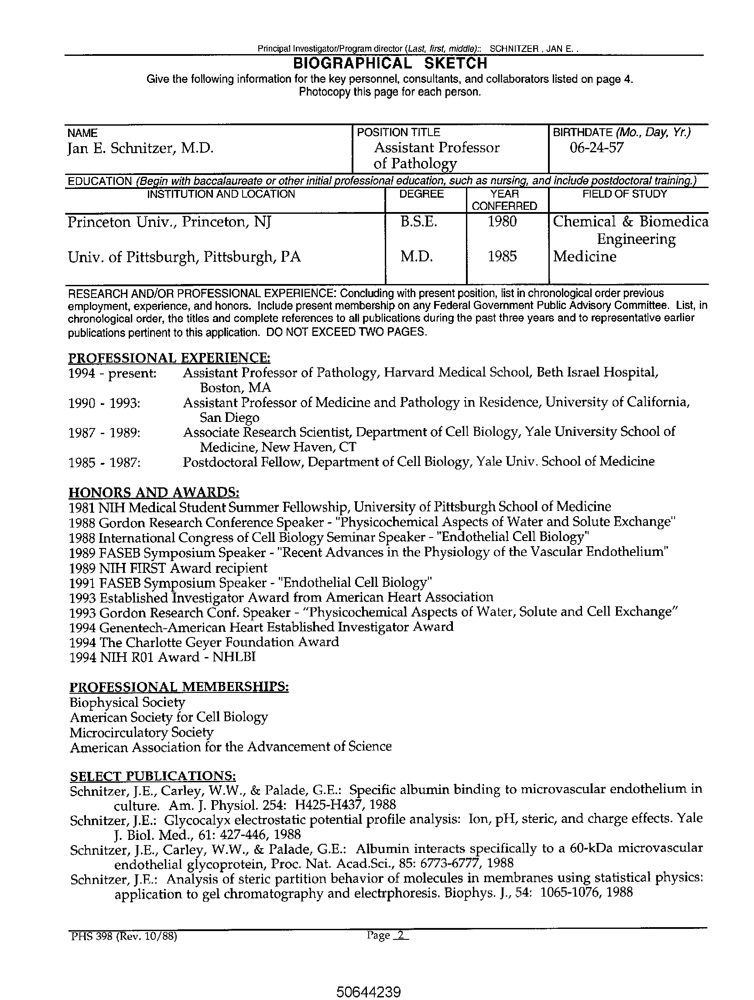 Principal Investigator/Program director (Last, first, middle):: SCHNITZER , JAN E. .
BIOGRAPHICAL SKETCH
Give the following information for the key personnel, consultants, and collaborators listed on page 4.
Photocopy this page for each person.
NAME POSITION TITLE BIRTHDATE (Mo., Day, Yr.)
Jan E. Schnitzer, M.D. Assistant Professor 06-24-57
of Pathology
EDUCATION (Begin with baccalaureate or other initial professional education, such as nursing, and include postdoctoral training.)
INSTITUTION AND LOCATION DEGREE YEAR FIELD OF STUDY
CONFERRED
Princeton Univ., Princeton, NJ B.S.E. 1980 Chemical & Biomedica
Engineering
Univ. of Pittsburgh, Pittsburgh, PA M.D. 1985 Medicine
RESEARCH AND/OR PROFESSIONAL EXPERIENCE: Concluding with present position, list in chronological order previous
employment, experience, and honors. Include present membership on any Federal Government Public Advisory Committee. List, in
chronological order, the titles and complete references to all publications during the past three years and to representative earlier
publications pertinent to this application. DO NOT EXCEED TWO PAGES.
PROFESSIONAL EXPERIENCE:
1994 - present: Assistant Professor of Pathology, Harvard Medical School, Beth Israel Hospital,
Boston, MA
1990 - 1993: Assistant Professor of Medicine and Pathology in Residence, University of California,
San Diego
1987 - 1989: Associate Research Scientist, Department of Cell Biology, Yale University School of
Medicine, New Haven, CT
1985 - 1987: Postdoctoral Fellow, Department of Cell Biology, Yale Univ. School of Medicine
HONORS AND AWARDS:
1981 NIH Medical Student Summer Fellowship, University of Pittsburgh School of Medicine
1988 Gordon Research Conference Speaker - "Physicochemical Aspects of Water and Solute Exchange"
1988 International Congress of Cell Biology Seminar Speaker - "Endothelial Cell Biology"
1989 FASEB Symposium Speaker - "Recent Advances in the Physiology of the Vascular Endothelium"
1989 NIH FIRST Award recipient
1991 FASEB Symposium Speaker - "Endothelial Cell Biology"
1993 Established Investigator Award from American Heart Association
1993 Gordon Research Conf. Speaker - "Physicochemical Aspects of Water, Solute and Cell Exchange"
1994 Genentech-American Heart Established Investigator Award
1994 The Charlotte Geyer Foundation Award
1994 NIH R01 Award - NHLBI
PROFESSIONAL MEMBERSHIPS:
Biophysical Society
American Society for Cell Biology
Microcirculatory Society
American Association for the Advancement of Science
SELECT PUBLICATIONS:
Schnitzer, J.E., Carley, W.W., & Palade, G.E.: Specific albumin binding to microvascular endothelium in
culture. Am. J. Physiol. 254: H425-H437, 1988
Schnitzer, J.E.: Glycocalyx electrostatic potential profile analysis: Ion, pH, steric, and charge effects. Yale
J. Biol. Med., 61: 427-446, 1988
Schnitzer, J.E., Carley, W.W., & Palade, G.E.: Albumin interacts specifically to a 60-kDa microvascular
endothelial glycoprotein, Proc. Nat. Acad.Sci., 85: 6773-6777, 1988
Schnitzer, J.E.: Analysis of steric partition behavior of molecules in membranes using statistical physics:
application to gel chromatography and electrphoresis. Biophys. J., 54: 1065-1076, 1988
PHS 398 (Rev. 10/88) Page 2
50644239